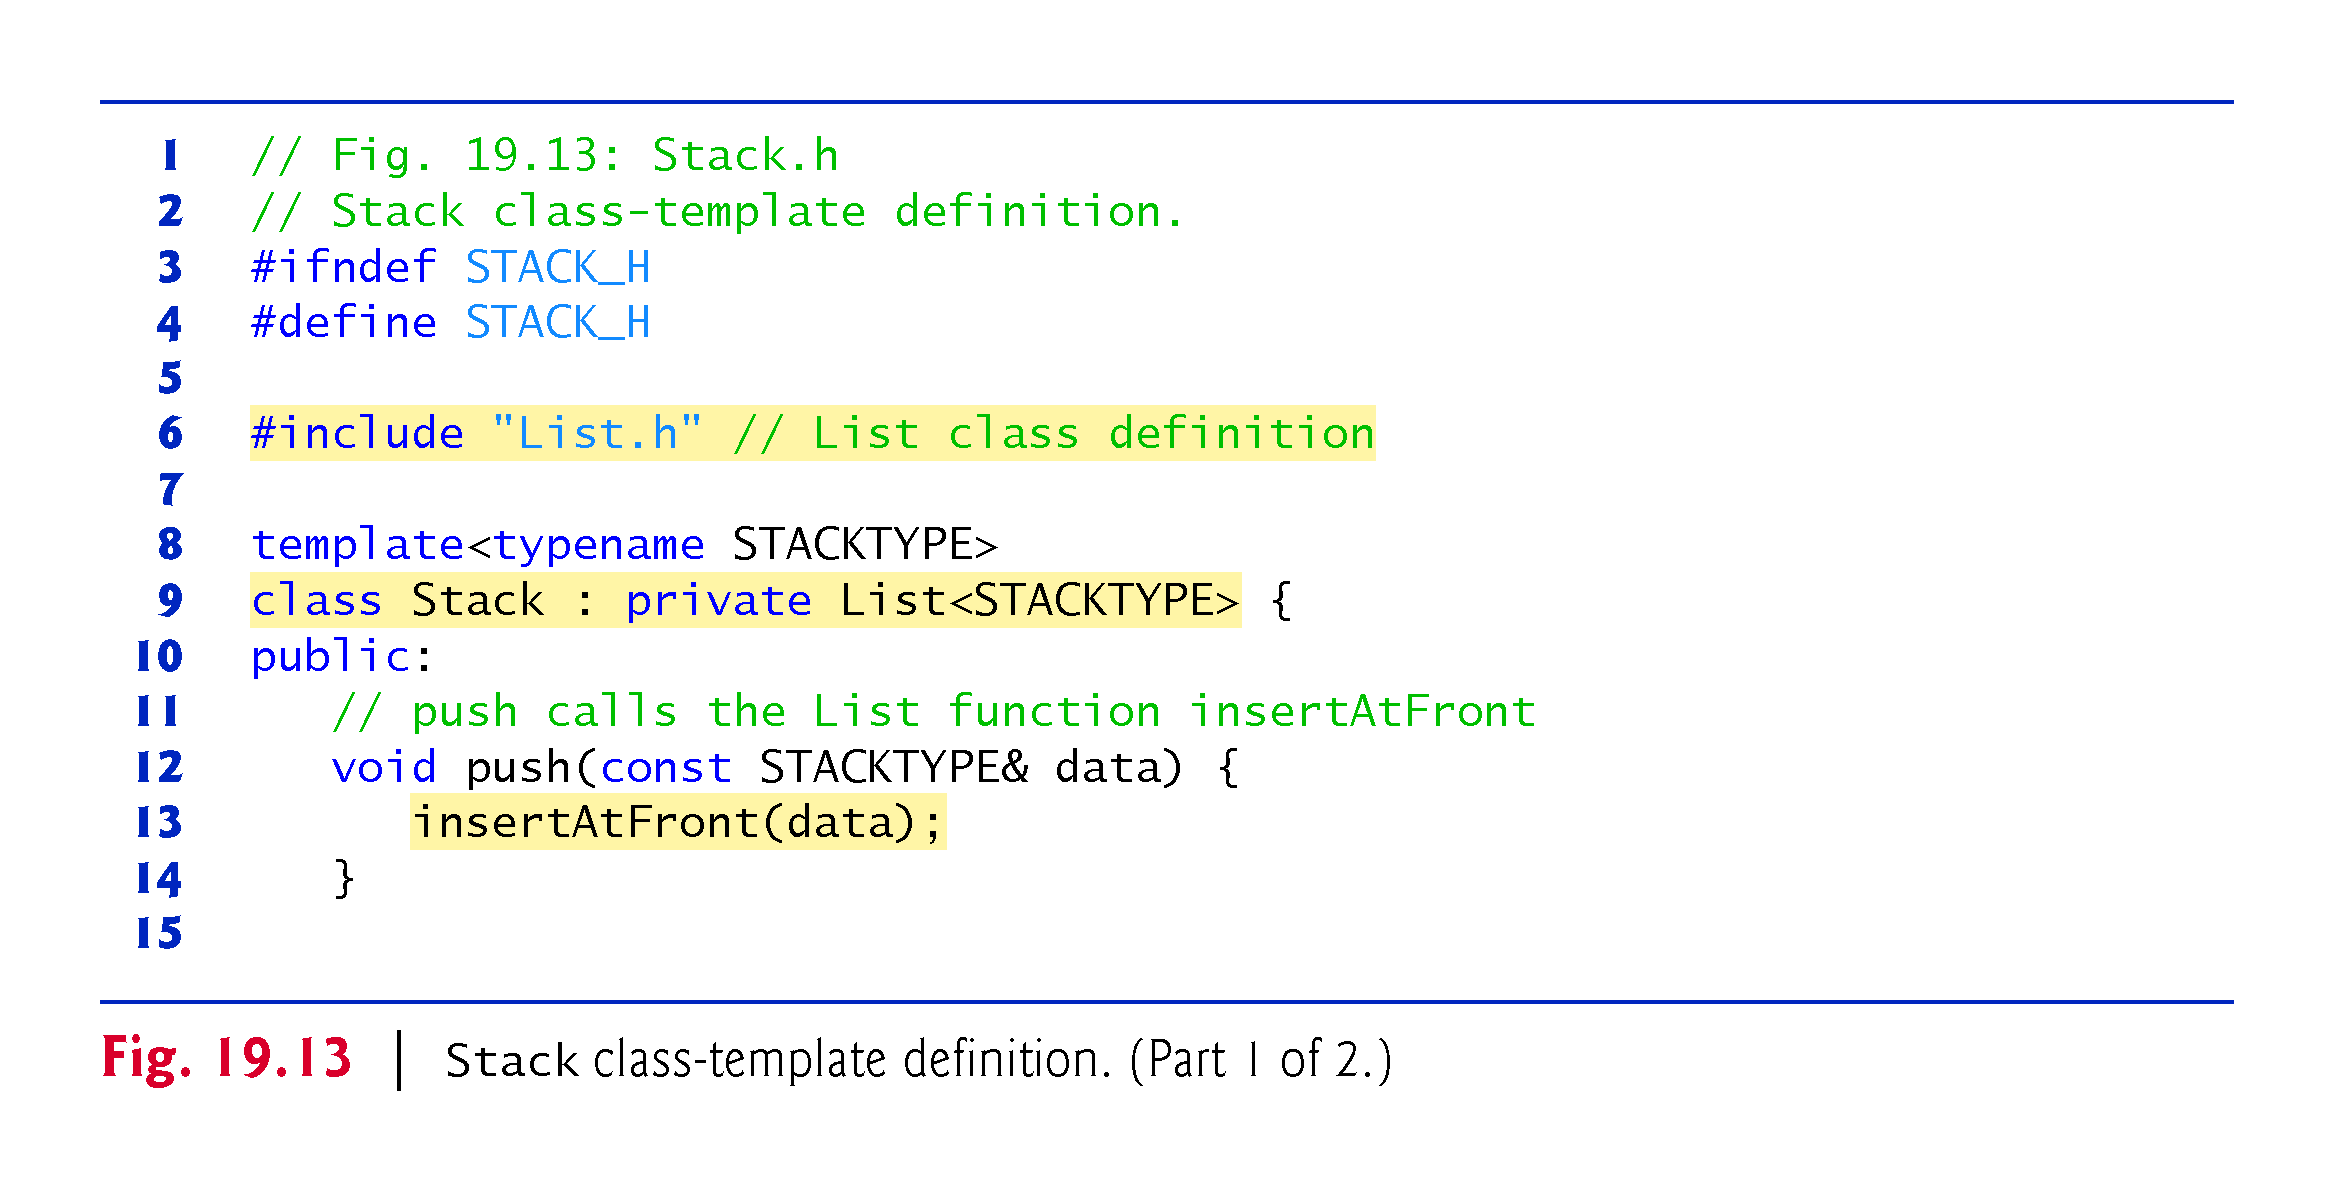 1 // Fig. 19.13: Stack.h
2 // Stack class-template definition.
3 #ifndef STACK_H
4 #define STACK_H
5
6 #include "List.h" // List class definition
7
8 template<typename STACKTYPE>
9 class Stack : private List<STACKTYPE> {
10 public:
11    // push calls the List function insertAtFront
12    void push(const STACKTYPE& data) {
13       insertAtFront(data);
14    }
15
Fig. 19.13 | Stack class-template definition. (Part 1 of 2.)